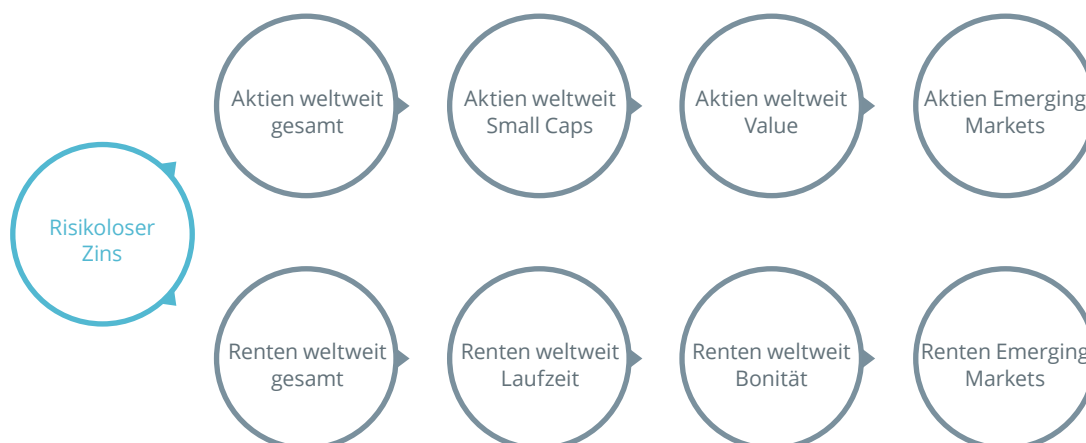 Aktien weltweit
gesamt
Aktien weltweit
Small Caps
Aktien weltweit
Value
Aktien Emerging
Markets
Risikoloser
Zins
Renten weltweit
gesamt
Renten weltweit
Laufzeit
Renten weltweit
Bonität
Renten Emerging
Markets